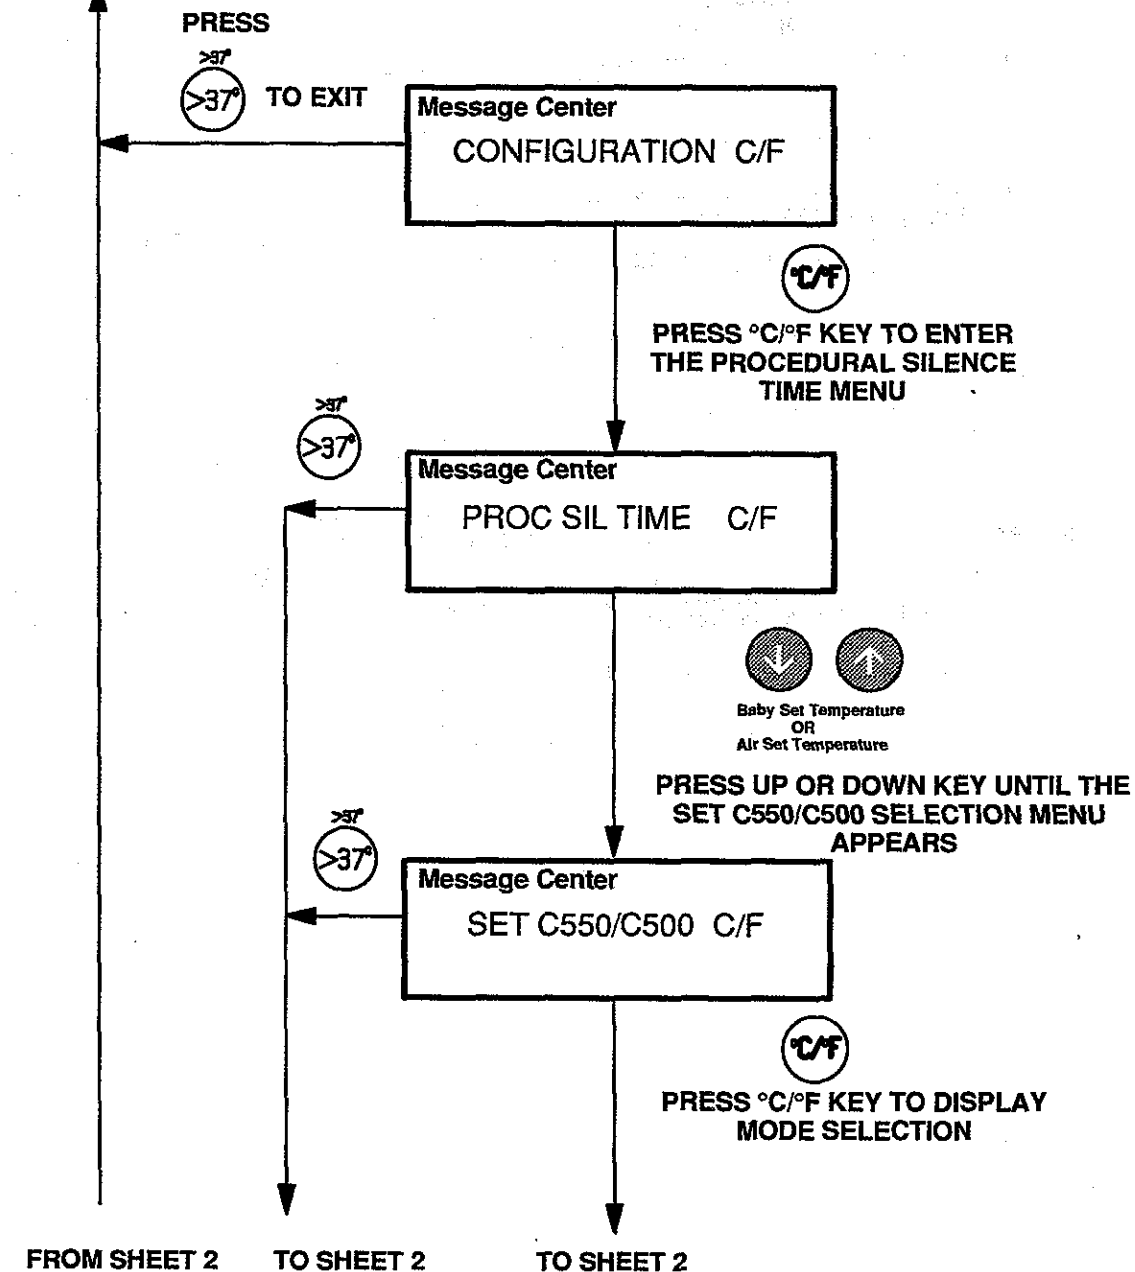 PRESS
>37°
>37° TO EXIT
Message Center
CONFIGURATION C/F
°C/°F
PRESS °C/°F KEY TO ENTER
THE PROCEDURAL SILENCE
TIME MENU
>37°
>37°
Message Center
PROC SIL TIME C/F
Baby Set Temperature
OR
Air Set Temperature
PRESS UP OR DOWN KEY UNTIL THE
SET C550/C500 SELECTION MENU
APPEARS
>37°
>37°
Message Center
SET C550/C500 C/F
°C/°F
PRESS °C/°F KEY TO DISPLAY
MODE SELECTION
FROM SHEET 2 TO SHEET 2 TO SHEET 2